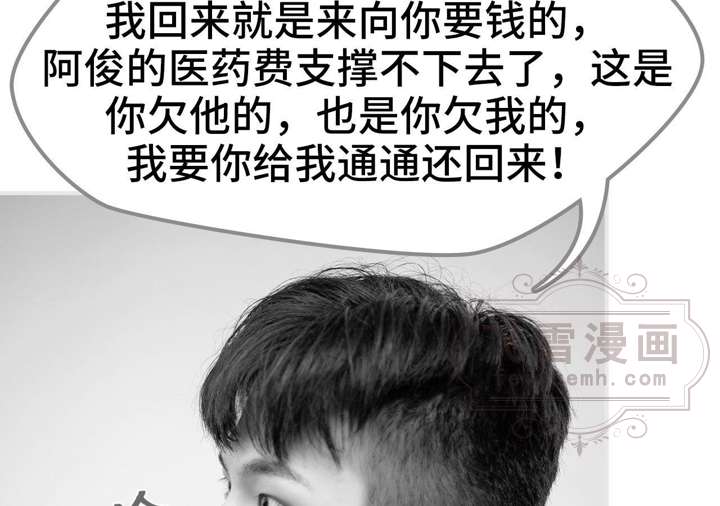 我回来就是来向你要钱的，
阿俊的医药费支撑不下去了，这是
你欠他的，也是你欠我的，
我要你给我通通还回来！
雪漫画